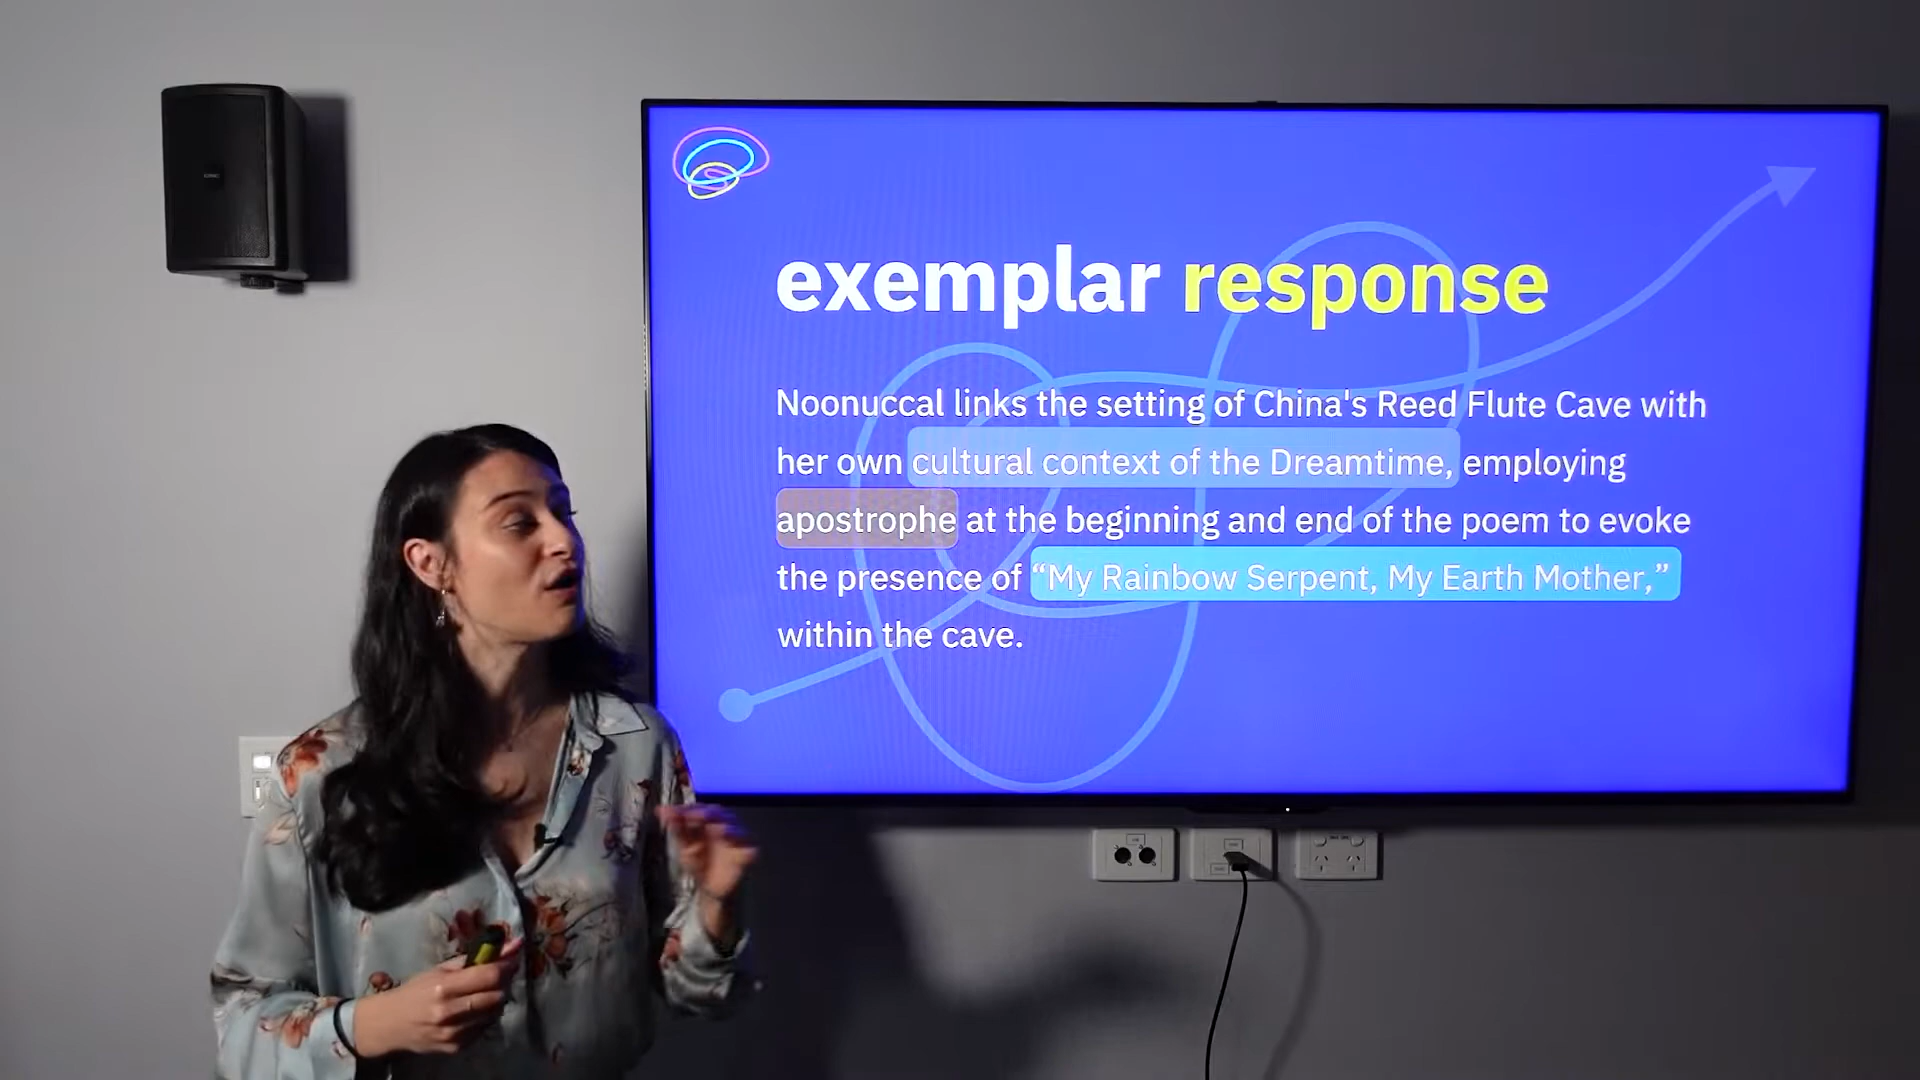 exemplar response
Noonuccal links the setting of China's Reed Flute Cave with
her own cultural context of the Dreamtime, employing
apostrophe at the beginning and end of the poem to evoke
the presence of “My Rainbow Serpent, My Earth Mother,”
within the cave.